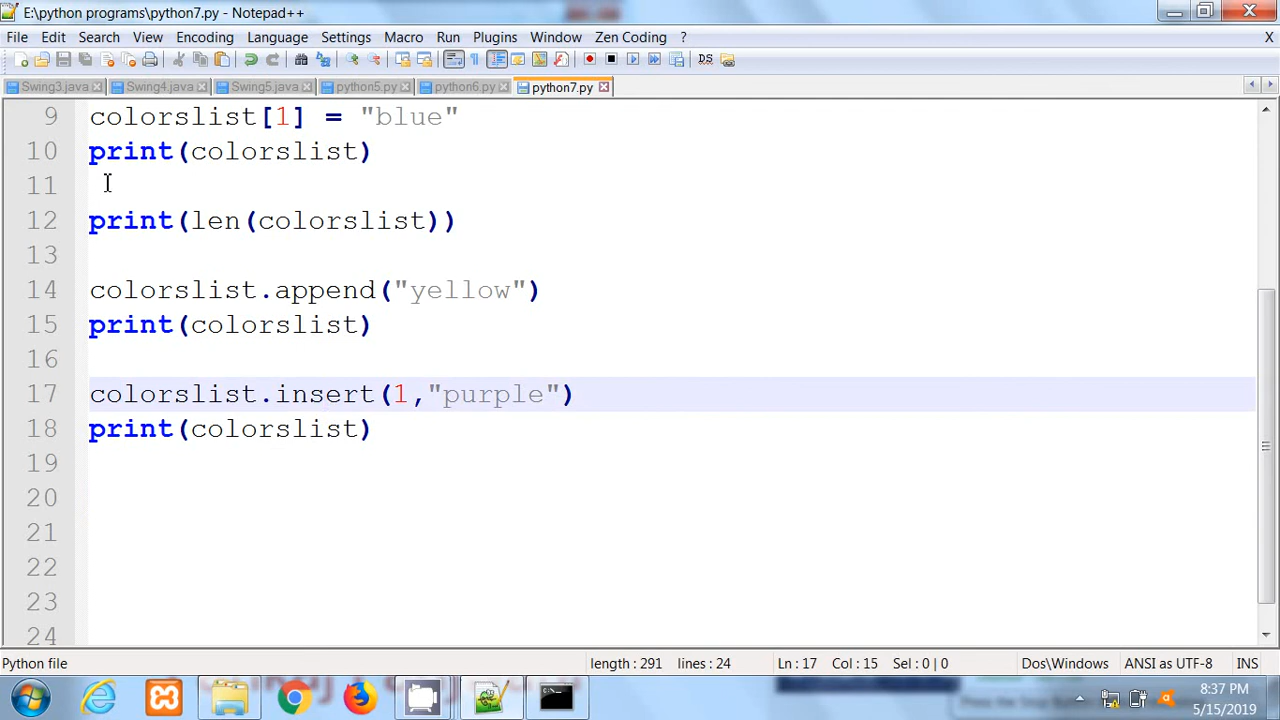 E:\python programs\python7.py - Notepad++
File Edit Search View Encoding Language Settings Macro Run Plugins Window Zen Coding ? X
Swing3.java Swing4.java Swing5.java python5.py python6.py python7.py
9 colorslist[1] = "blue"
10 print(colorslist)
11
12 print(len(colorslist))
13
14 colorslist.append("yellow")
15 print(colorslist)
16
17 colorslist.insert(1,"purple")
18 print(colorslist)
19
20
21
22
23
24
Python file length : 291 lines : 24 Ln : 17 Col : 15 Sel : 0 | 0 Dos\Windows ANSI as UTF-8 INS
8:37 PM
5/15/2019